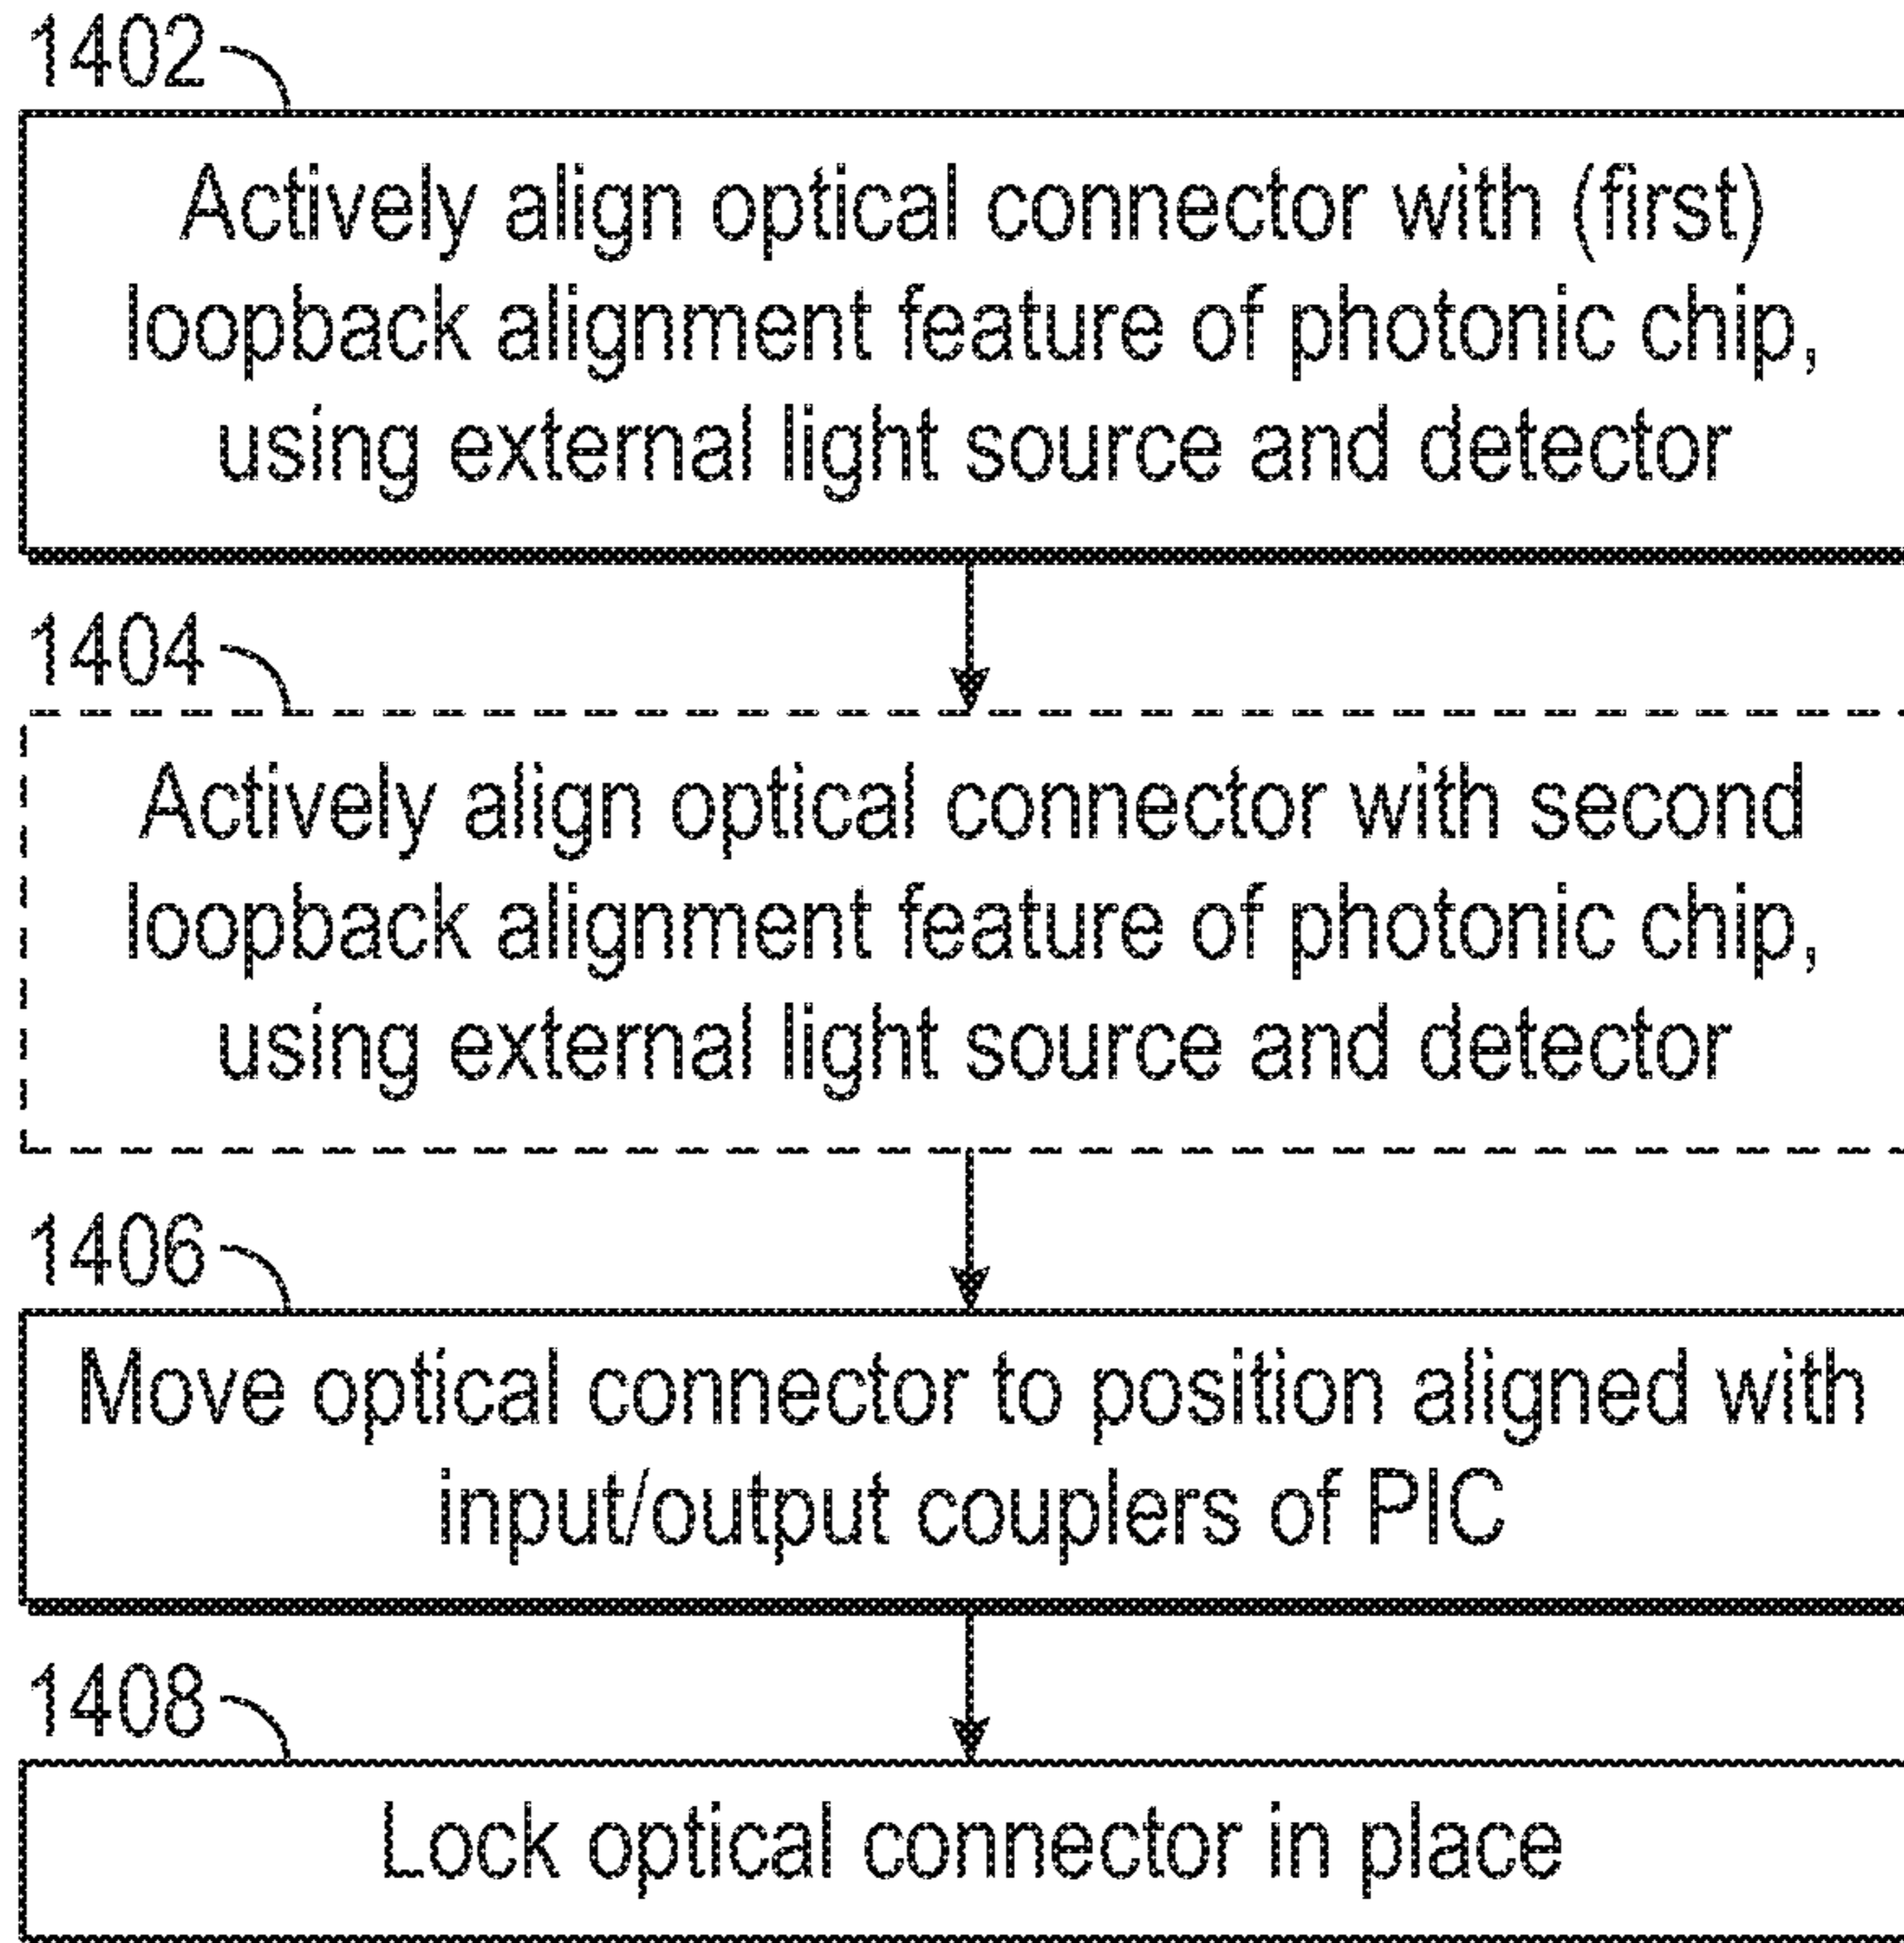 1402
Actively align optical connector with (first)
loopback alignment feature of photonic chip,
using external light source and detector
1404
Actively align optical connector with second
loopback alignment feature of photonic chip,
using external light source and detector
1406
Move optical connector to position aligned with
input/output couplers of PIC
1408
Lock optical connector in place